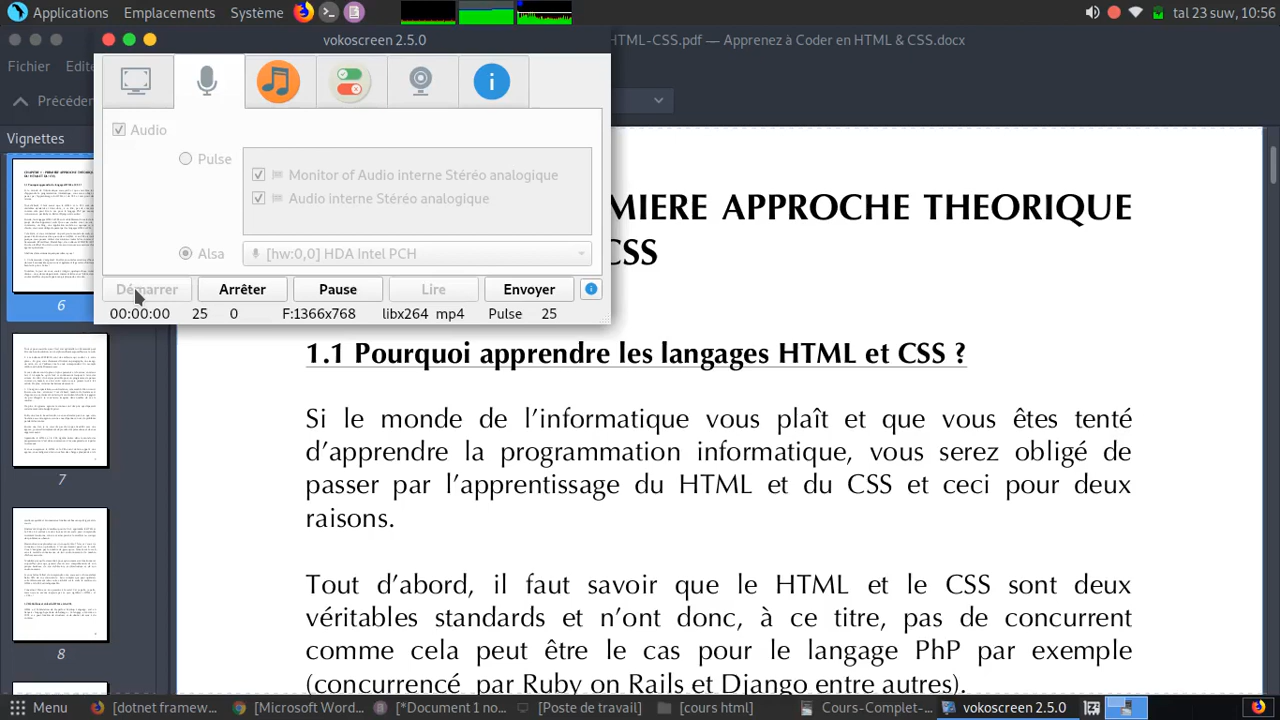 Applications Emplacements Système
tal 23 suw, 10:56
vokoscreen 2.5.0
HTML-CSS.pdf — Apprenez à Coder en HTML & CSS.docx
Fichier
Précéden
Vignettes
Audio
Pulse
Monitor of Audio interne Stéréo analogique
Audio interne Stéréo analogique
Alsa
[hw:0,0] HDA Intel PCH
Démarrer Arrêter Pause Lire Envoyer
00:00:00 25 0 F:1366x768 libx264 mp4 Pulse 25
6
7
8
MIERE APPROCHE THEORIQUE
CSS
1.1 Pourquoi apprendre les langages HTML et CSS ?
Si le monde de l’informatique vous plaît et que vous êtes tenté
d’apprendre la programmation informatique, vous serez obligé de
passer par l’apprentissage du HTML et du CSS et ceci pour deux
raisons.
Tout d’abord, il faut savoir que le HTML et le CSS sont deux
véritables standards et n’ont donc, à ce titre, pas de concurrent
comme cela peut être le cas pour le langage PhP par exemple
(concurrencé par Ruby on Rails et Django entre autres).
Menu [dotnet framew... [Microsoft Word... [*Document 1 no... [Poste de travail] [cours html] Cours-Complet-... vokoscreen 2.5.0